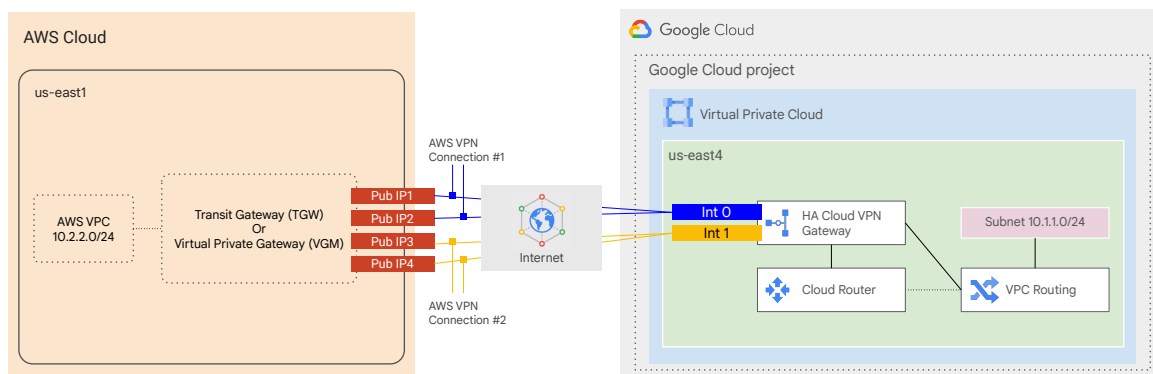 AWS Cloud
us-east1
AWS VPC
10.2.2.0/24
Transit Gateway (TGW)
Or
Virtual Private Gateway (VGM)
Pub IP1
Pub IP2
Pub IP3
Pub IP4
AWS VPN
Connection #1
Internet
AWS VPN
Connection #2
Google Cloud
Google Cloud project
Virtual Private Cloud
us-east4
Int 0
Int 1
HA Cloud VPN
Gateway
Cloud Router
Subnet 10.1.1.0/24
VPC Routing